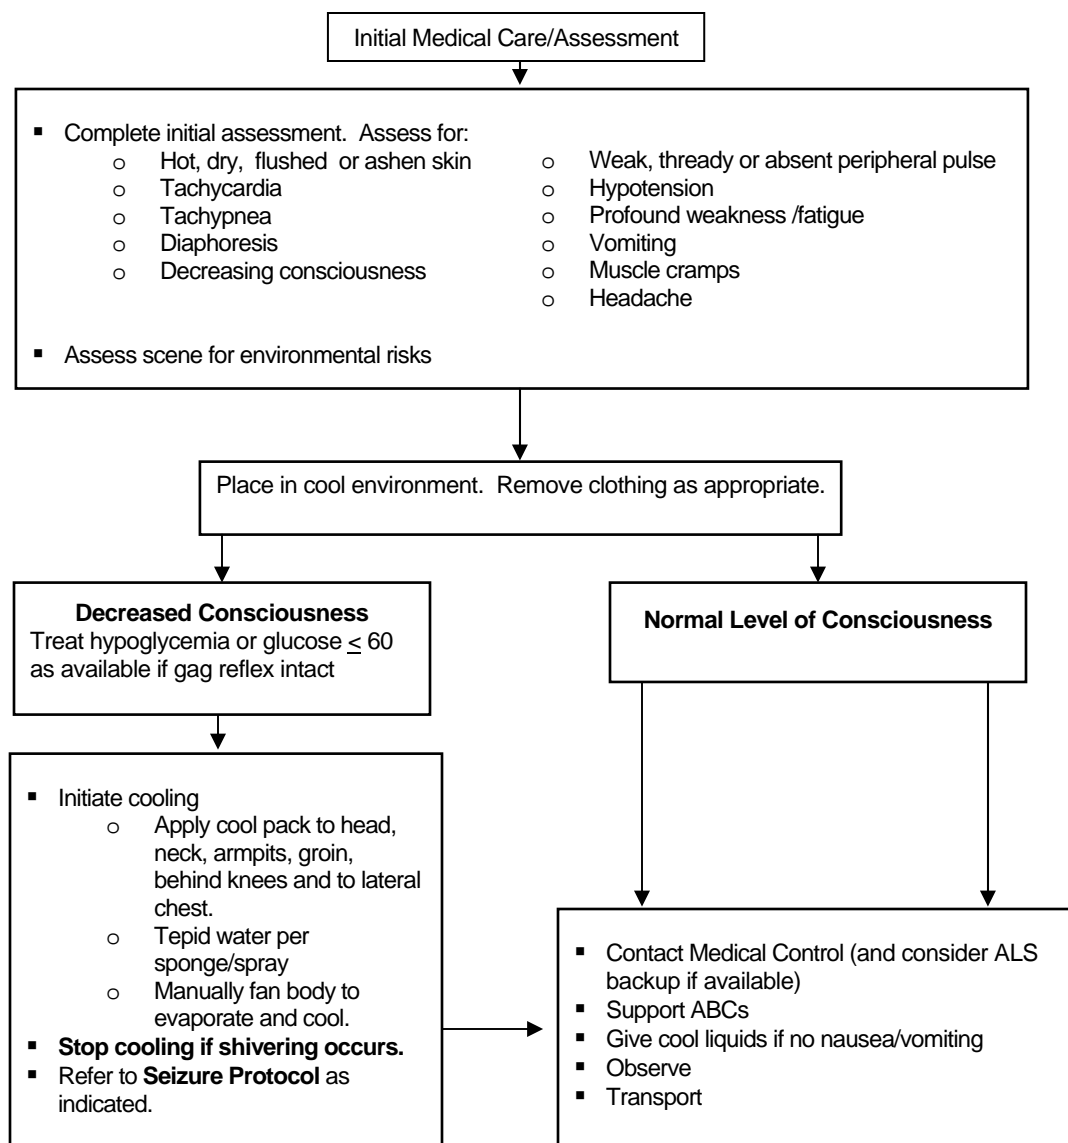 Initial Medical Care/Assessment
▪ Complete initial assessment. Assess for:
o Hot, dry, flushed or ashen skin
o Tachycardia
o Tachypnea
o Diaphoresis
o Decreasing consciousness
o Weak, thready or absent peripheral pulse
o Hypotension
o Profound weakness /fatigue
o Vomiting
o Muscle cramps
o Headache
▪ Assess scene for environmental risks
Place in cool environment. Remove clothing as appropriate.
Decreased Consciousness
Treat hypoglycemia or glucose ≤ 60
as available if gag reflex intact
Normal Level of Consciousness
▪ Initiate cooling
o Apply cool pack to head,
neck, armpits, groin,
behind knees and to lateral
chest.
o Tepid water per
sponge/spray
o Manually fan body to
evaporate and cool.
▪ Stop cooling if shivering occurs.
▪ Refer to Seizure Protocol as
indicated.
▪ Contact Medical Control (and consider ALS
backup if available)
▪ Support ABCs
▪ Give cool liquids if no nausea/vomiting
▪ Observe
▪ Transport